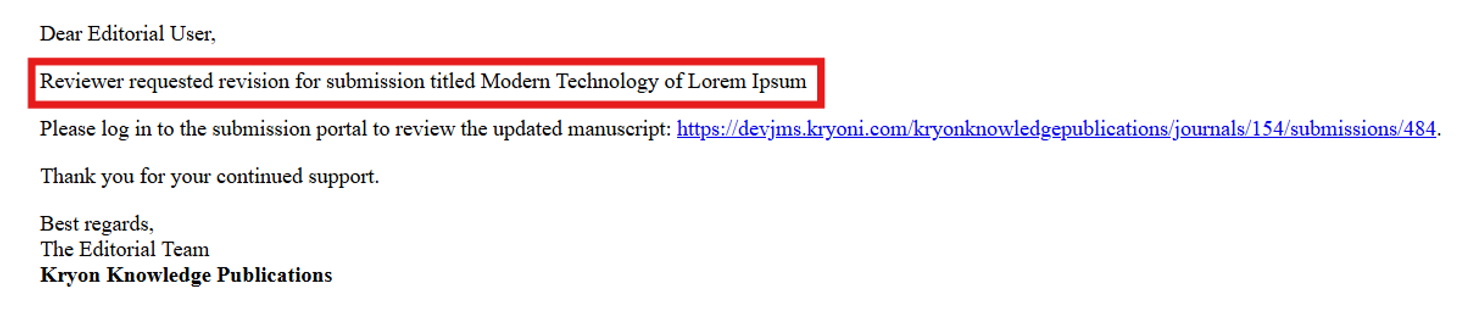 Dear Editorial User,
Reviewer requested revision for submission titled Modern Technology of Lorem Ipsum
Please log in to the submission portal to review the updated manuscript: https://devjms.kryoni.com/kryonknowledgepublications/journals/154/submissions/484.
Thank you for your continued support.
Best regards,
The Editorial Team
Kryon Knowledge Publications